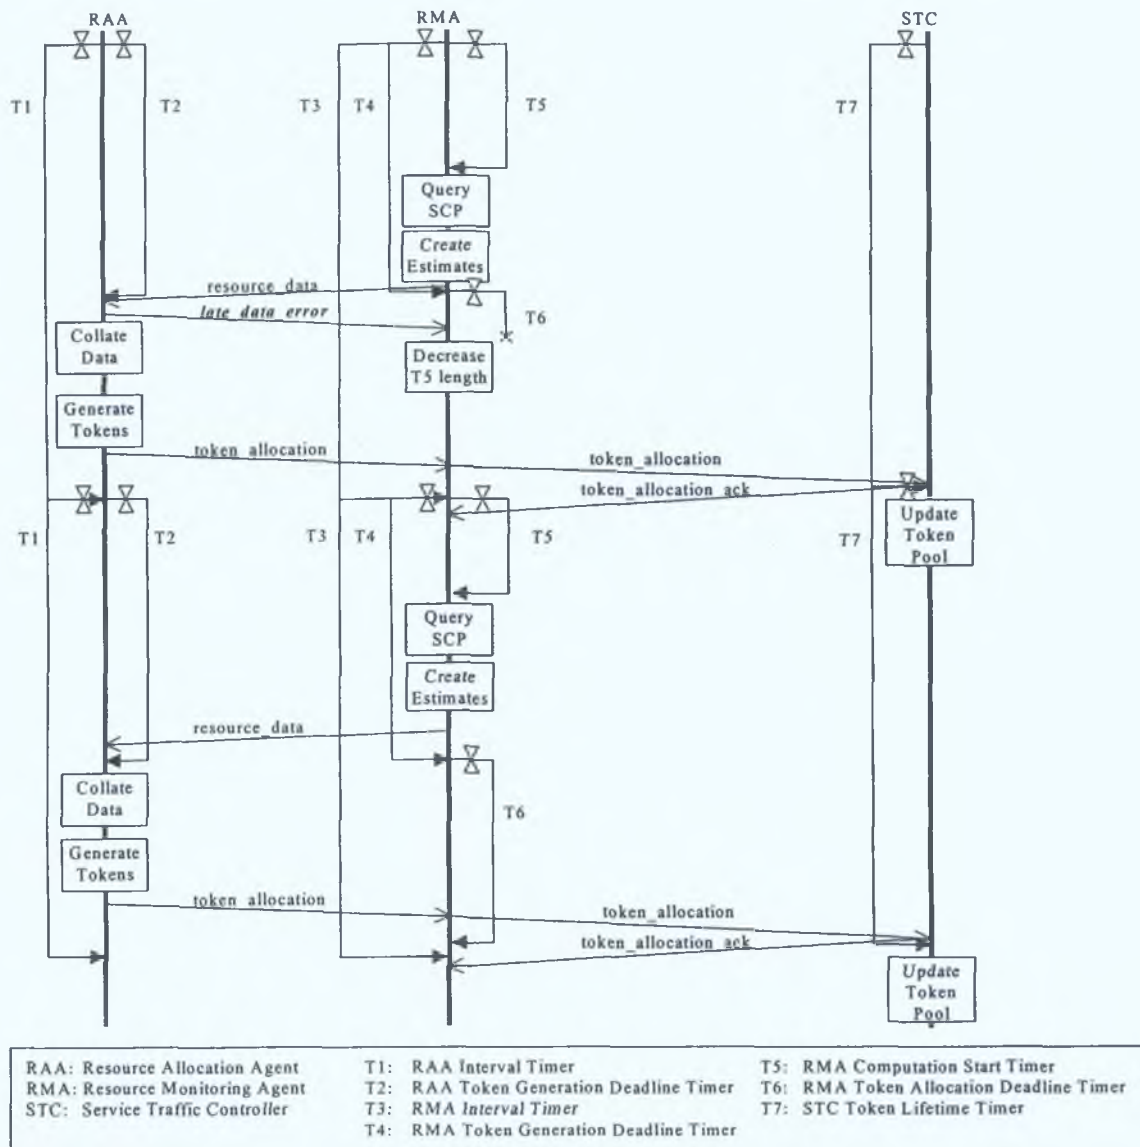 RAA
RMA
STC
T1
T2
T3
T4
T5
T7
Query
SCP
Create
Estimates
resource_data
late_data_error
T6
Collate
Data
Decrease
T5 length
Generate
Tokens
token_allocation
token_allocation
token_allocation_ack
Update
Token
Pool
T1
T2
T3
T4
T5
T7
Query
SCP
Create
Estimates
resource_data
Collate
Data
T6
Generate
Tokens
token_allocation
token_allocation
token_allocation_ack
Update
Token
Pool
RAA: Resource Allocation Agent
RMA: Resource Monitoring Agent
STC: Service Traffic Controller
T1: RAA Interval Timer
T2: RAA Token Generation Deadline Timer
T3: RMA Interval Timer
T4: RMA Token Generation Deadline Timer
T5: RMA Computation Start Timer
T6: RMA Token Allocation Deadline Timer
T7: STC Token Lifetime Timer